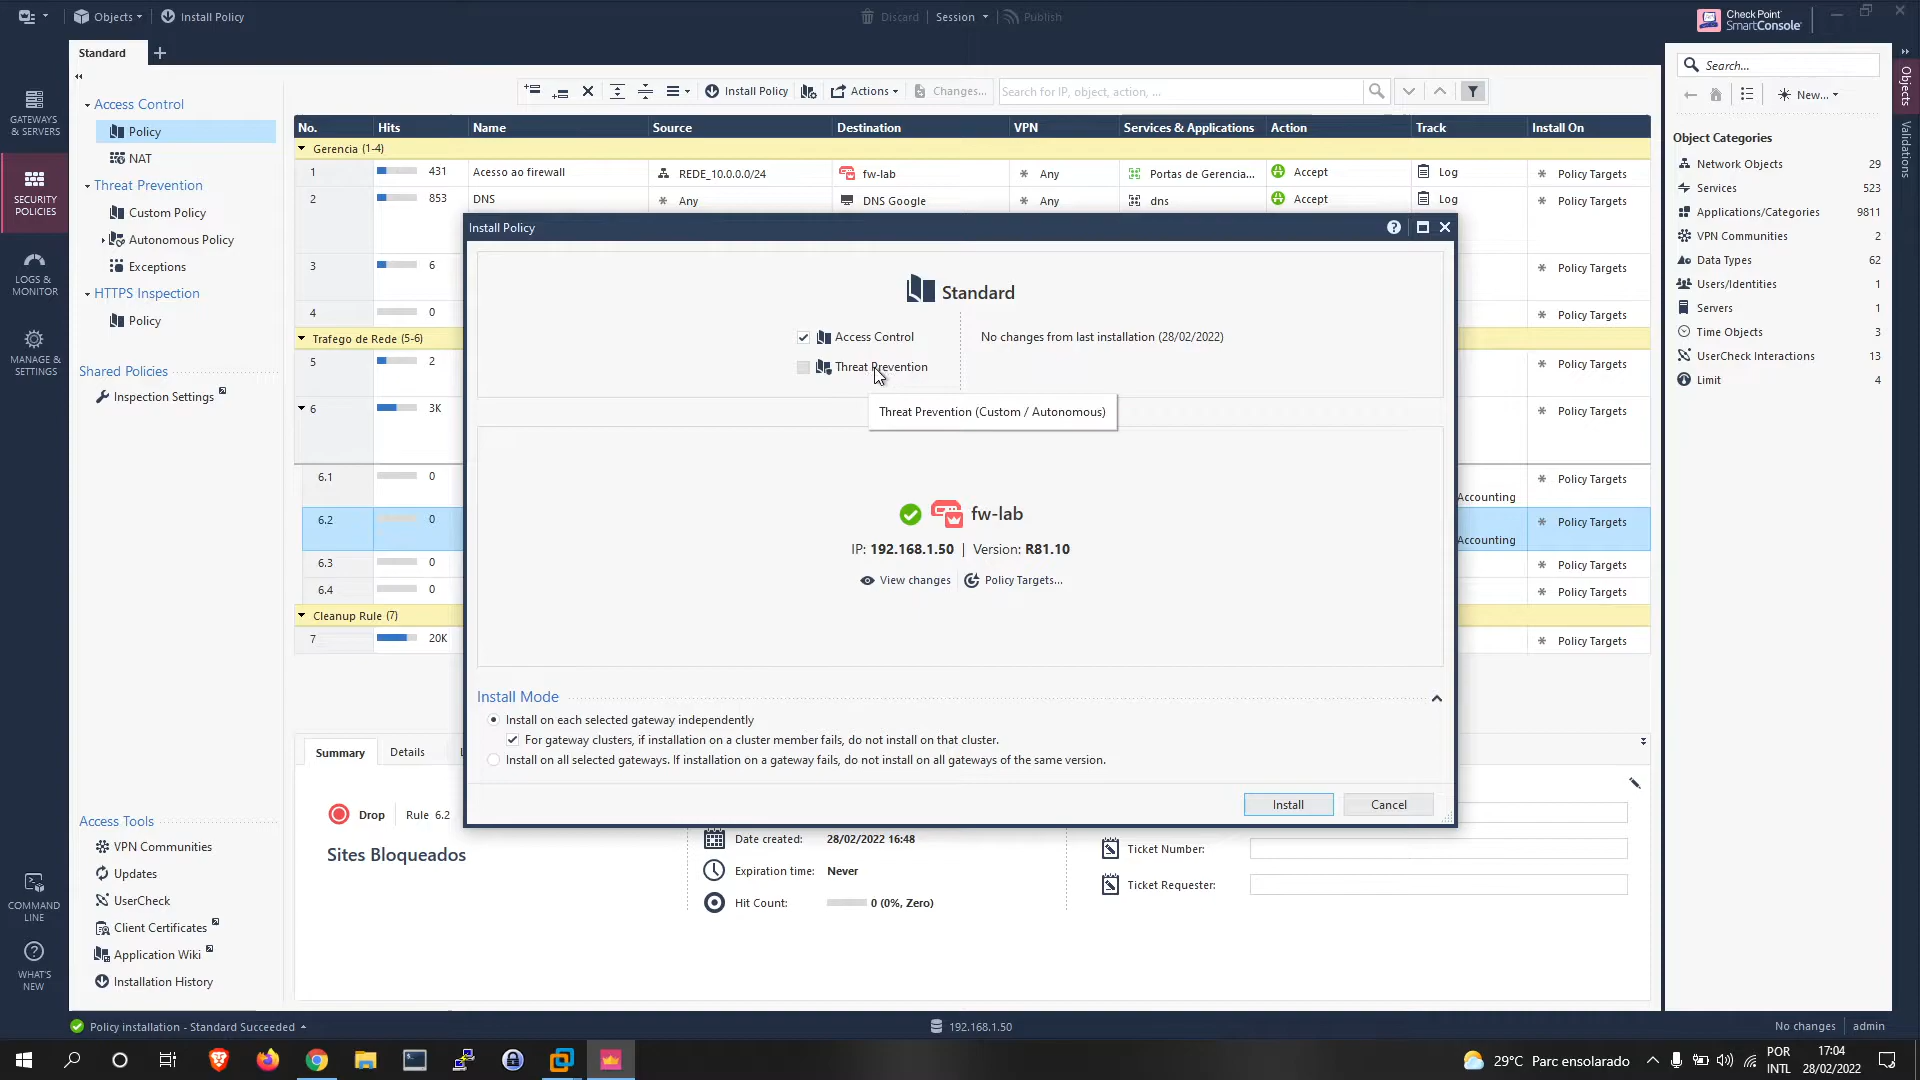 Objects
Install Policy
Discard
Session
Publish
Check Point
SmartConsole
Standard
GATEWAYS
& SERVERS
SECURITY
POLICIES
LOGS &
MONITOR
MANAGE &
SETTINGS
COMMAND
LINE
WHAT'S
NEW
Access Control
Policy
NAT
Threat Prevention
Custom Policy
Autonomous Policy
Exceptions
HTTPS Inspection
Policy
Shared Policies
Inspection Settings
Access Tools
VPN Communities
Updates
UserCheck
Client Certificates
Application Wiki
Installation History
Install Policy
Actions
Changes...
Search for IP, object, action, ...
No. Hits Name Source Destination VPN Services & Applications Action Track Install On
Gerencia (1-4)
1 431 Acesso ao firewall REDE_10.0.0.0/24 fw-lab Any Portas de Gerencia... Accept Log Policy Targets
2 853 DNS Any DNS Google Any dns Accept Log Policy Targets
3 6 Policy Targets
4 0 Policy Targets
Trafego de Rede (5-6)
5 2 Policy Targets
6 3K Policy Targets
6.1 0 Accounting Policy Targets
6.2 0 Accounting Policy Targets
6.3 0 Policy Targets
6.4 0 Policy Targets
Cleanup Rule (7)
7 20K Policy Targets
Install Policy
Standard
Access Control
No changes from last installation (28/02/2022)
Threat Prevention
Threat Prevention (Custom / Autonomous)
fw-lab
IP: 192.168.1.50 | Version: R81.10
View changes
Policy Targets...
Install Mode
Install on each selected gateway independently
For gateway clusters, if installation on a cluster member fails, do not install on that cluster.
Install on all selected gateways. If installation on a gateway fails, do not install on all gateways of the same version.
Install
Cancel
Summary
Details
Drop
Rule 6.2
Sites Bloqueados
Date created: 28/02/2022 16:48
Expiration time: Never
Hit Count: 0 (0%, Zero)
Ticket Number:
Ticket Requester:
Search...
New...
Object Categories
Network Objects 29
Services 523
Applications/Categories 9811
VPN Communities 2
Data Types 62
Users/Identities 1
Servers 1
Time Objects 3
UserCheck Interactions 13
Limit 4
Objects
Validations
Policy installation - Standard Succeeded
192.168.1.50
No changes
admin
29°C Parc ensolarado
POR
INTL
17:04
28/02/2022